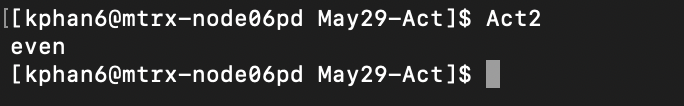 [[kphan6@mtrx-node06pd May29-Act]$ Act2
even
[kphan6@mtrx-node06pd May29-Act]$